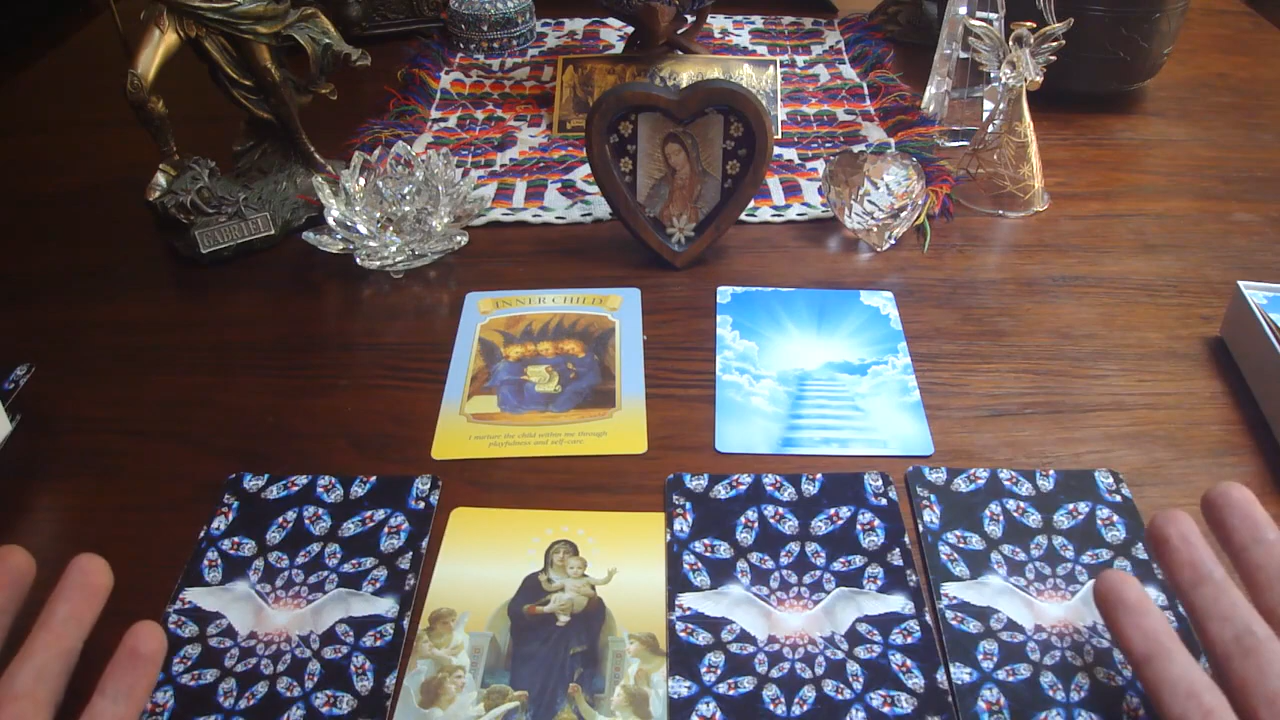 GABRIEL
INNER CHILD
I nurture the child within me through
playfulness and self-care.